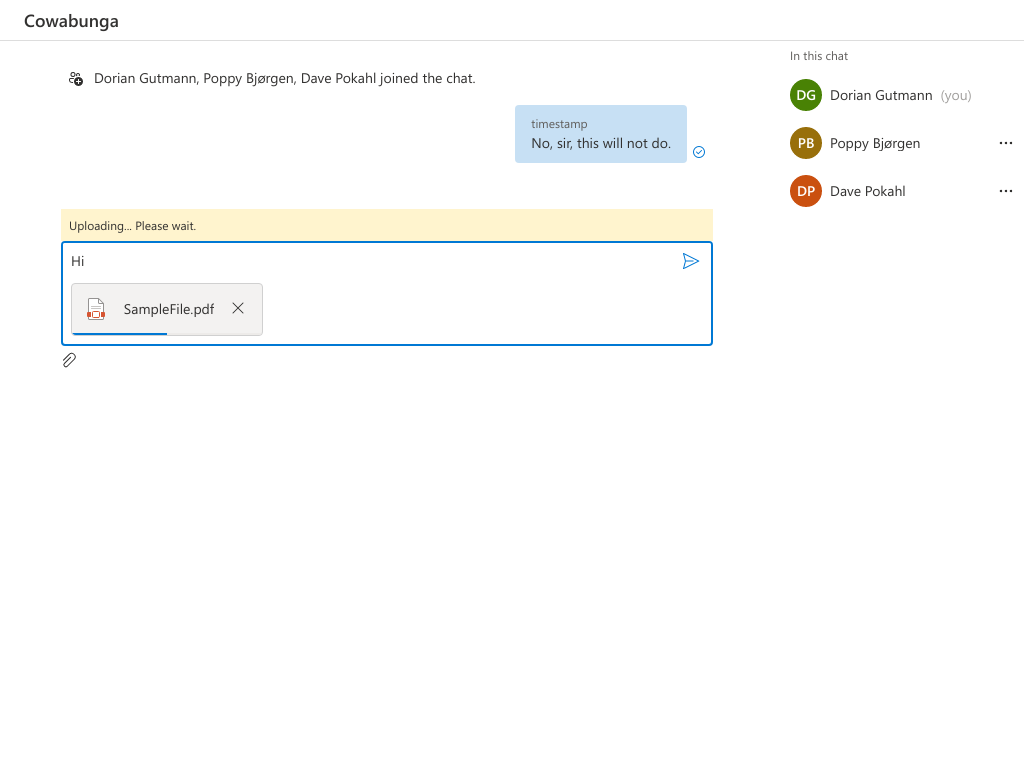 Cowabunga
Dorian Gutmann, Poppy Bjørgen, Dave Pokahl joined the chat.
timestamp
No, sir, this will not do.
Uploading... Please wait.
Hi
SampleFile.pdf
In this chat
DG Dorian Gutmann (you)
PB Poppy Bjørgen
DP Dave Pokahl